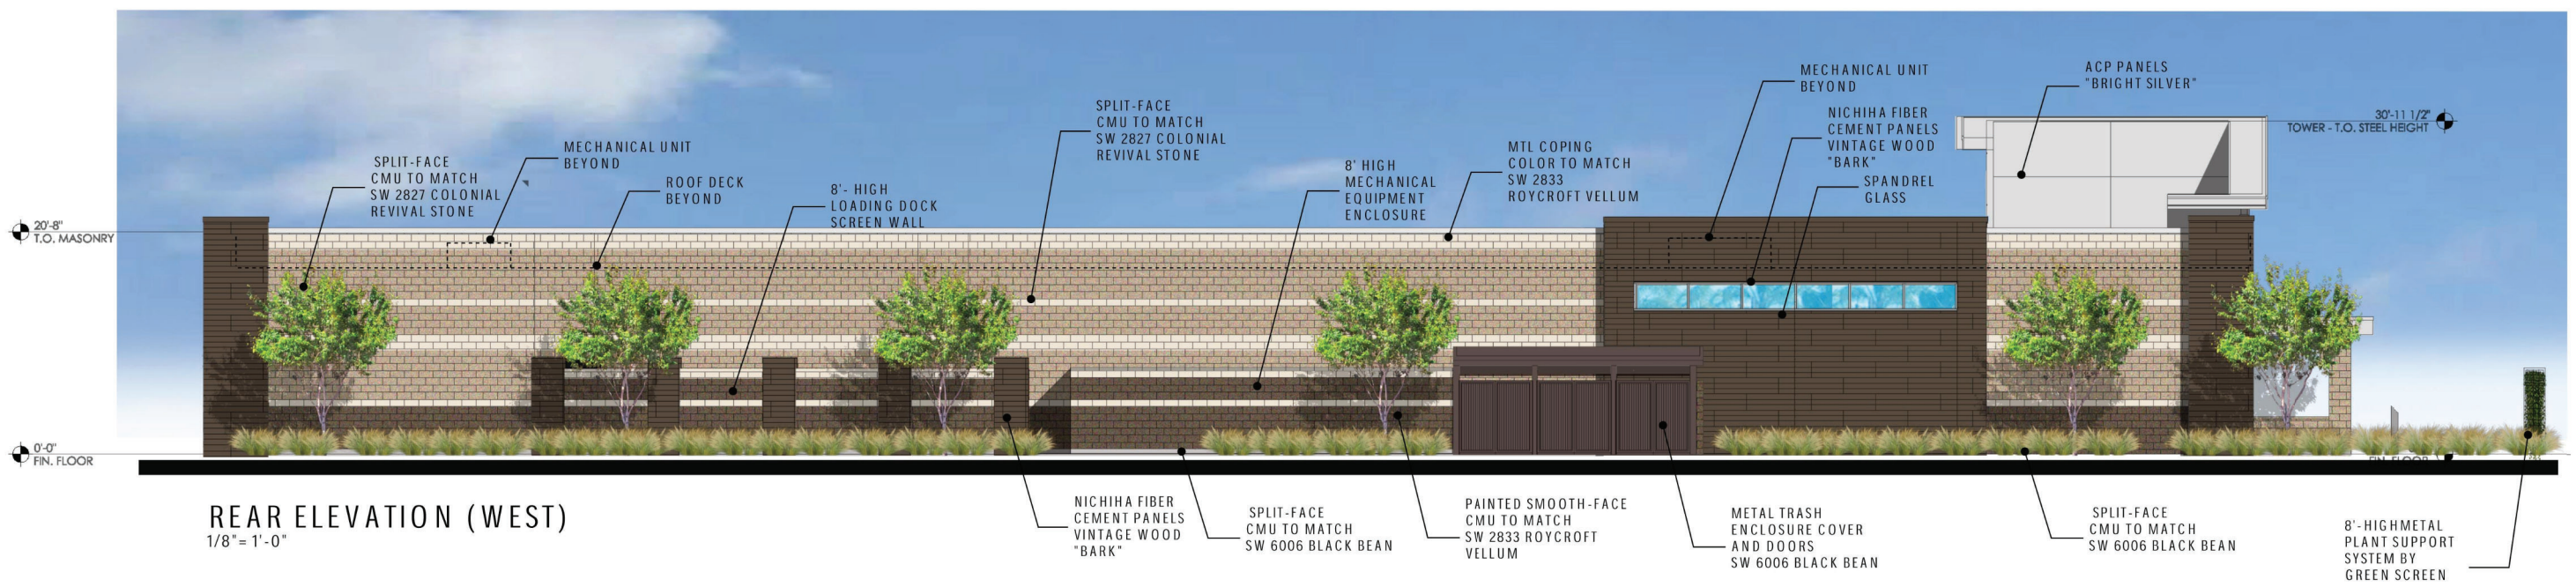 SPLIT-FACE
CMU TO MATCH
SW 2827 COLONIAL
REVIVAL STONE
MECHANICAL UNIT
BEYOND
ROOF DECK
BEYOND
8'- HIGH
LOADING DOCK
SCREEN WALL
SPLIT-FACE
CMU TO MATCH
SW 2827 COLONIAL
REVIVAL STONE
8' HIGH
MECHANICAL
EQUIPMENT
ENCLOSURE
MTL COPING
COLOR TO MATCH
SW 2833
ROYCROFT VELLUM
MECHANICAL UNIT
BEYOND
NICHIHA FIBER
CEMENT PANELS
VINTAGE WOOD
"BARK"
SPANDREL
GLASS
ACP PANELS
"BRIGHT SILVER"
30'-11 1/2"
TOWER - T.O. STEEL HEIGHT
20'-8"
T.O. MASONRY
0'-0"
FIN. FLOOR
FIN. FLOOR
REAR ELEVATION (WEST)
1/8"= 1'-0"
NICHIHA FIBER
CEMENT PANELS
VINTAGE WOOD
"BARK"
SPLIT-FACE
CMU TO MATCH
SW 6006 BLACK BEAN
PAINTED SMOOTH-FACE
CMU TO MATCH
SW 2833 ROYCROFT
VELLUM
METAL TRASH
ENCLOSURE COVER
AND DOORS
SW 6006 BLACK BEAN
SPLIT-FACE
CMU TO MATCH
SW 6006 BLACK BEAN
8'-HIGHMETAL
PLANT SUPPORT
SYSTEM BY
GREEN SCREEN